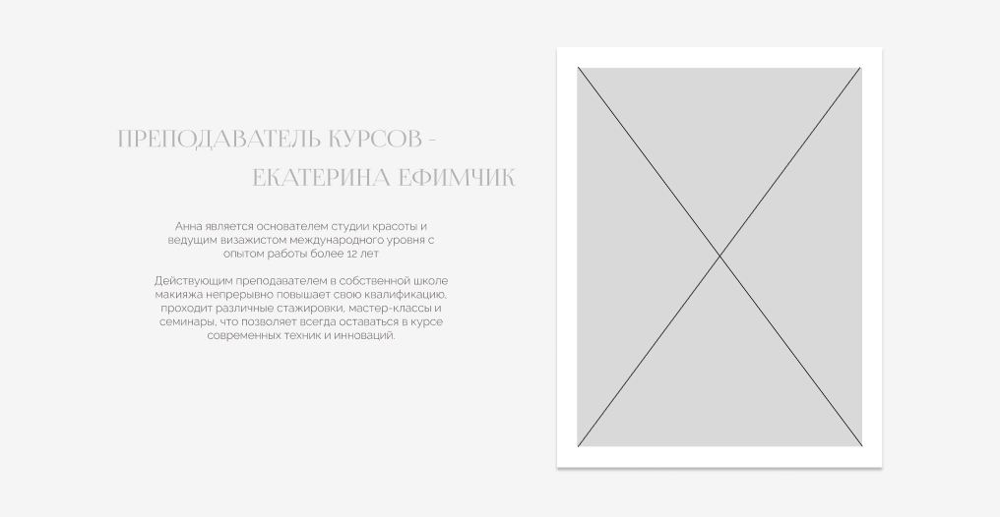 ПРЕПОДАВАТЕЛЬ КУРСОВ -
ЕКАТЕРИНА ЕФИМЧИК
Анна является основателем студии красоты и
ведущим визажистом международного уровня с
опытом работы более 12 лет
Действующим преподавателем в собственной школе
макияжа непрерывно повышает свою квалификацию,
проходит различные стажировки, мастер-классы и
семинары, что позволяет всегда оставаться в курсе
современных техник и инноваций.